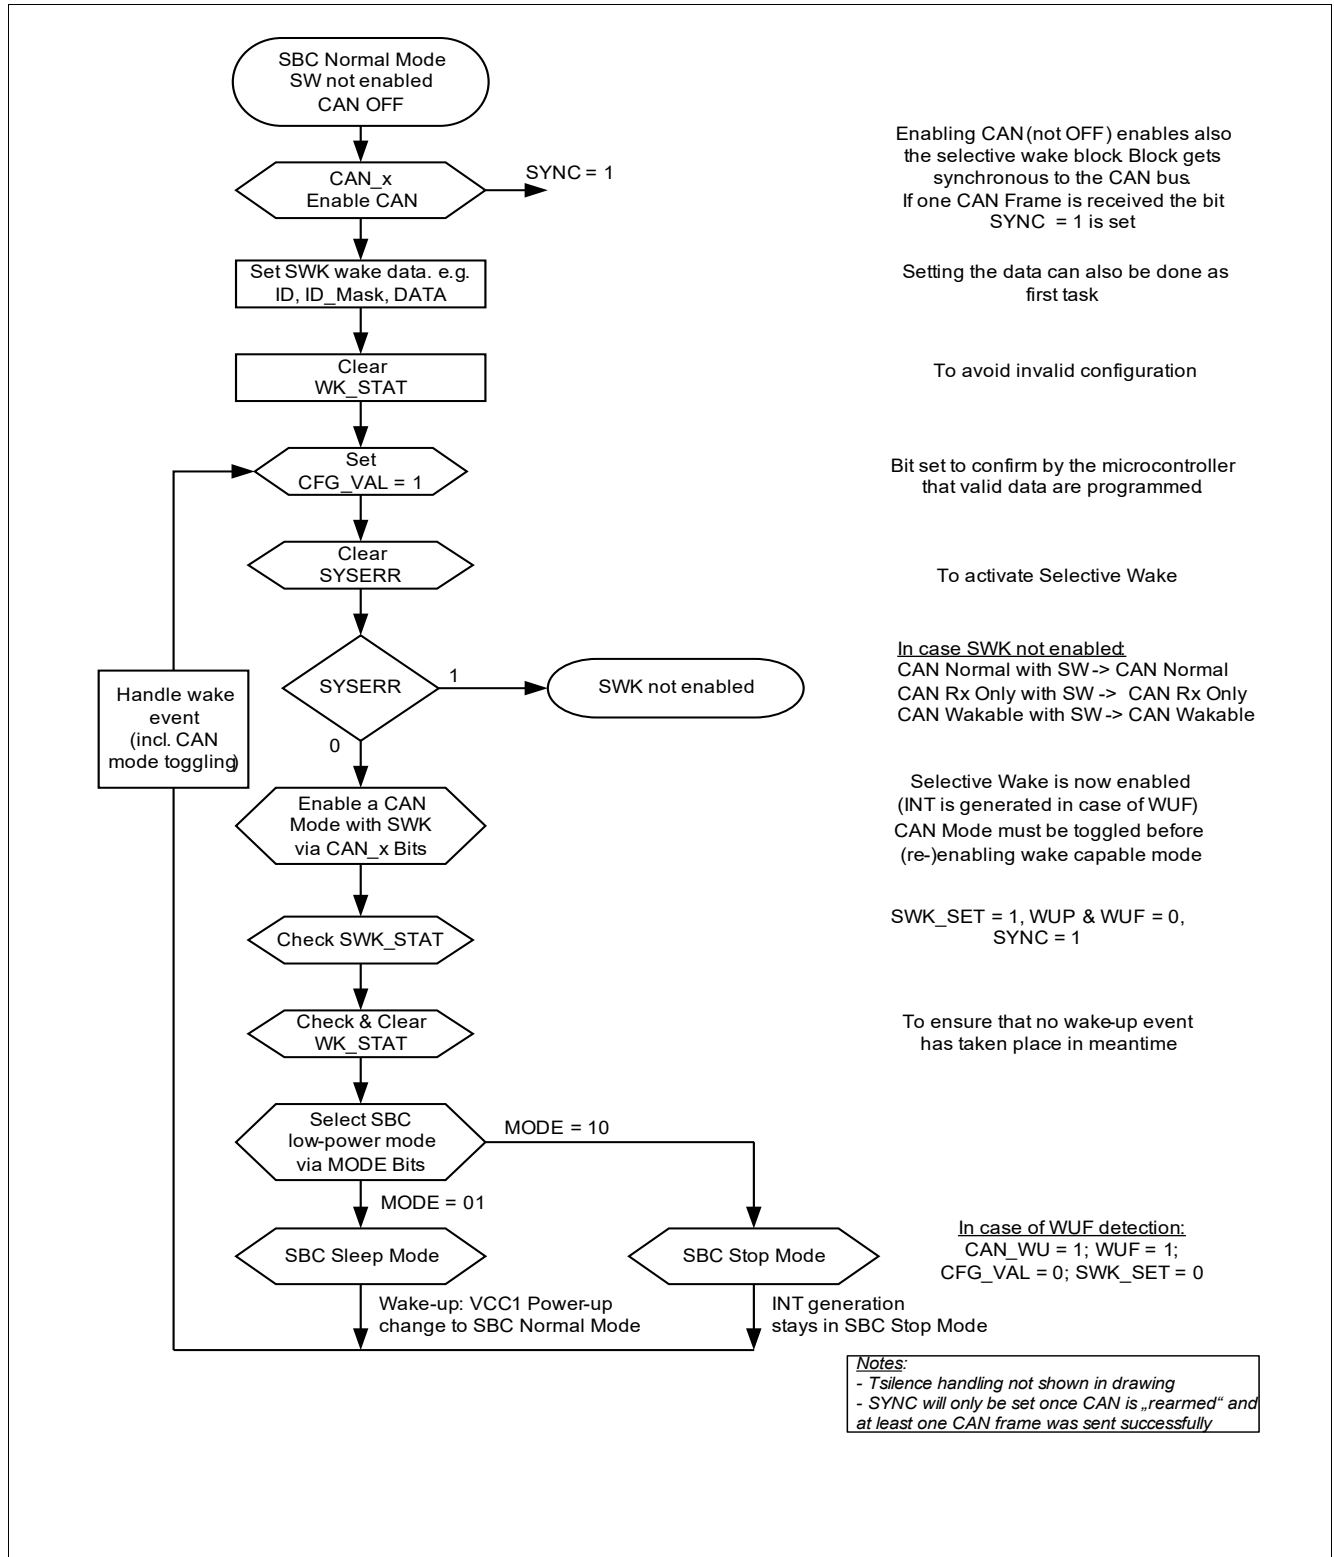 SBC Normal Mode
SW not enabled
CAN OFF
CAN_x
Enable CAN
SYNC = 1
Enabling CAN (not OFF) enables also
the selective wake block. Block gets
synchronous to the CAN bus.
If one CAN Frame is received the bit
SYNC = 1 is set
Set SWK wake data. e.g.
ID, ID_Mask, DATA
Setting the data can also be done as
first task
Clear
WK_STAT
To avoid invalid configuration
Set
CFG_VAL = 1
Bit set to confirm by the microcontroller
that valid data are programmed.
Clear
SYSERR
To activate Selective Wake
SYSERR
1
0
SWK not enabled
In case SWK not enabled:
CAN Normal with SW -> CAN Normal
CAN Rx Only with SW -> CAN Rx Only
CAN Wakable with SW -> CAN Wakable
Handle wake
event
(incl. CAN
mode toggling)
Enable a CAN
Mode with SWK
via CAN_x Bits
Selective Wake is now enabled
(INT is generated in case of WUF)
CAN Mode must be toggled before
(re-)enabling wake capable mode
Check SWK_STAT
SWK_SET = 1, WUP & WUF = 0,
SYNC = 1
Check & Clear
WK_STAT
To ensure that no wake-up event
has taken place in meantime
Select SBC
low-power mode
via MODE Bits
MODE = 10
MODE = 01
SBC Sleep Mode
SBC Stop Mode
In case of WUF detection:
CAN_WU = 1; WUF = 1;
CFG_VAL = 0; SWK_SET = 0
Wake-up: VCC1 Power-up
change to SBC Normal Mode
INT generation
stays in SBC Stop Mode
Notes:
- Tsilence handling not shown in drawing
- SYNC will only be set once CAN is „rearmed“ and
at least one CAN frame was sent successfully